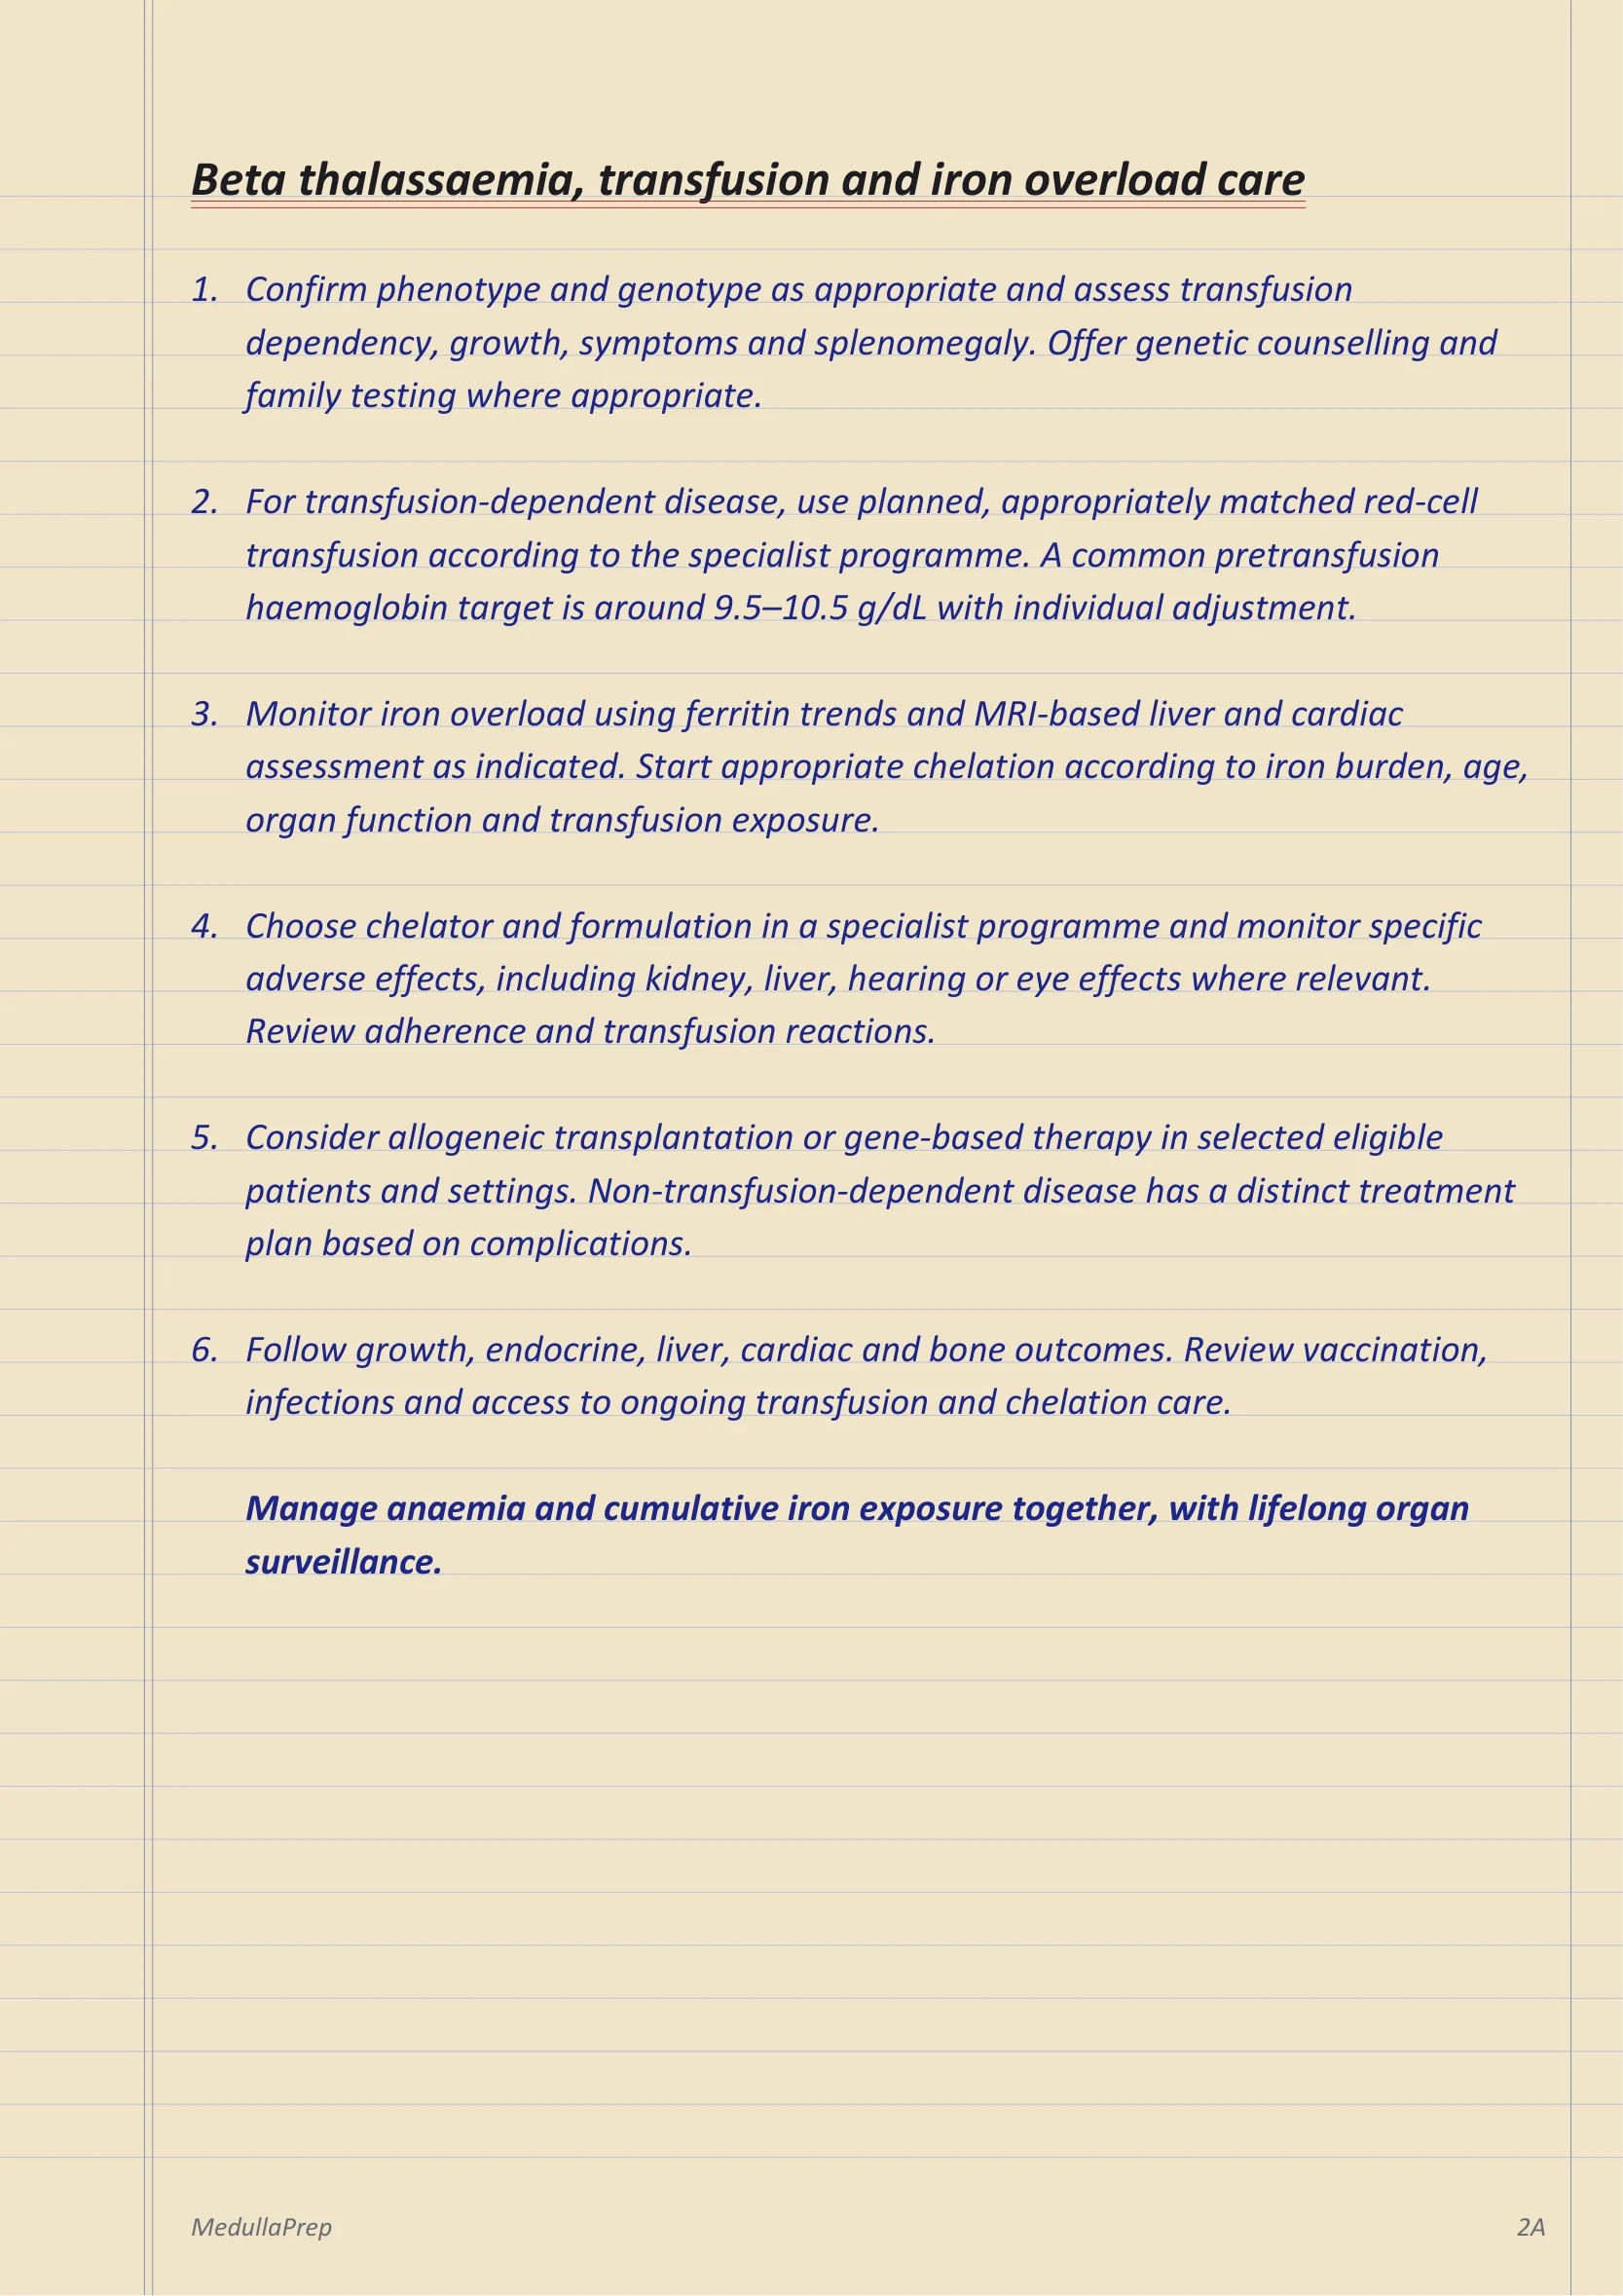 Beta thalassaemia, transfusion and iron overload care
1. Confirm phenotype and genotype as appropriate and assess transfusion
dependency, growth, symptoms and splenomegaly. Offer genetic counselling and
family testing where appropriate.
2. For transfusion-dependent disease, use planned, appropriately matched red-cell
transfusion according to the specialist programme. A common pretransfusion
haemoglobin target is around 9.5–10.5 g/dL with individual adjustment.
3. Monitor iron overload using ferritin trends and MRI-based liver and cardiac
assessment as indicated. Start appropriate chelation according to iron burden, age,
organ function and transfusion exposure.
4. Choose chelator and formulation in a specialist programme and monitor specific
adverse effects, including kidney, liver, hearing or eye effects where relevant.
Review adherence and transfusion reactions.
5. Consider allogeneic transplantation or gene-based therapy in selected eligible
patients and settings. Non-transfusion-dependent disease has a distinct treatment
plan based on complications.
6. Follow growth, endocrine, liver, cardiac and bone outcomes. Review vaccination,
infections and access to ongoing transfusion and chelation care.
Manage anaemia and cumulative iron exposure together, with lifelong organ
surveillance.
MedullaPrep
2A